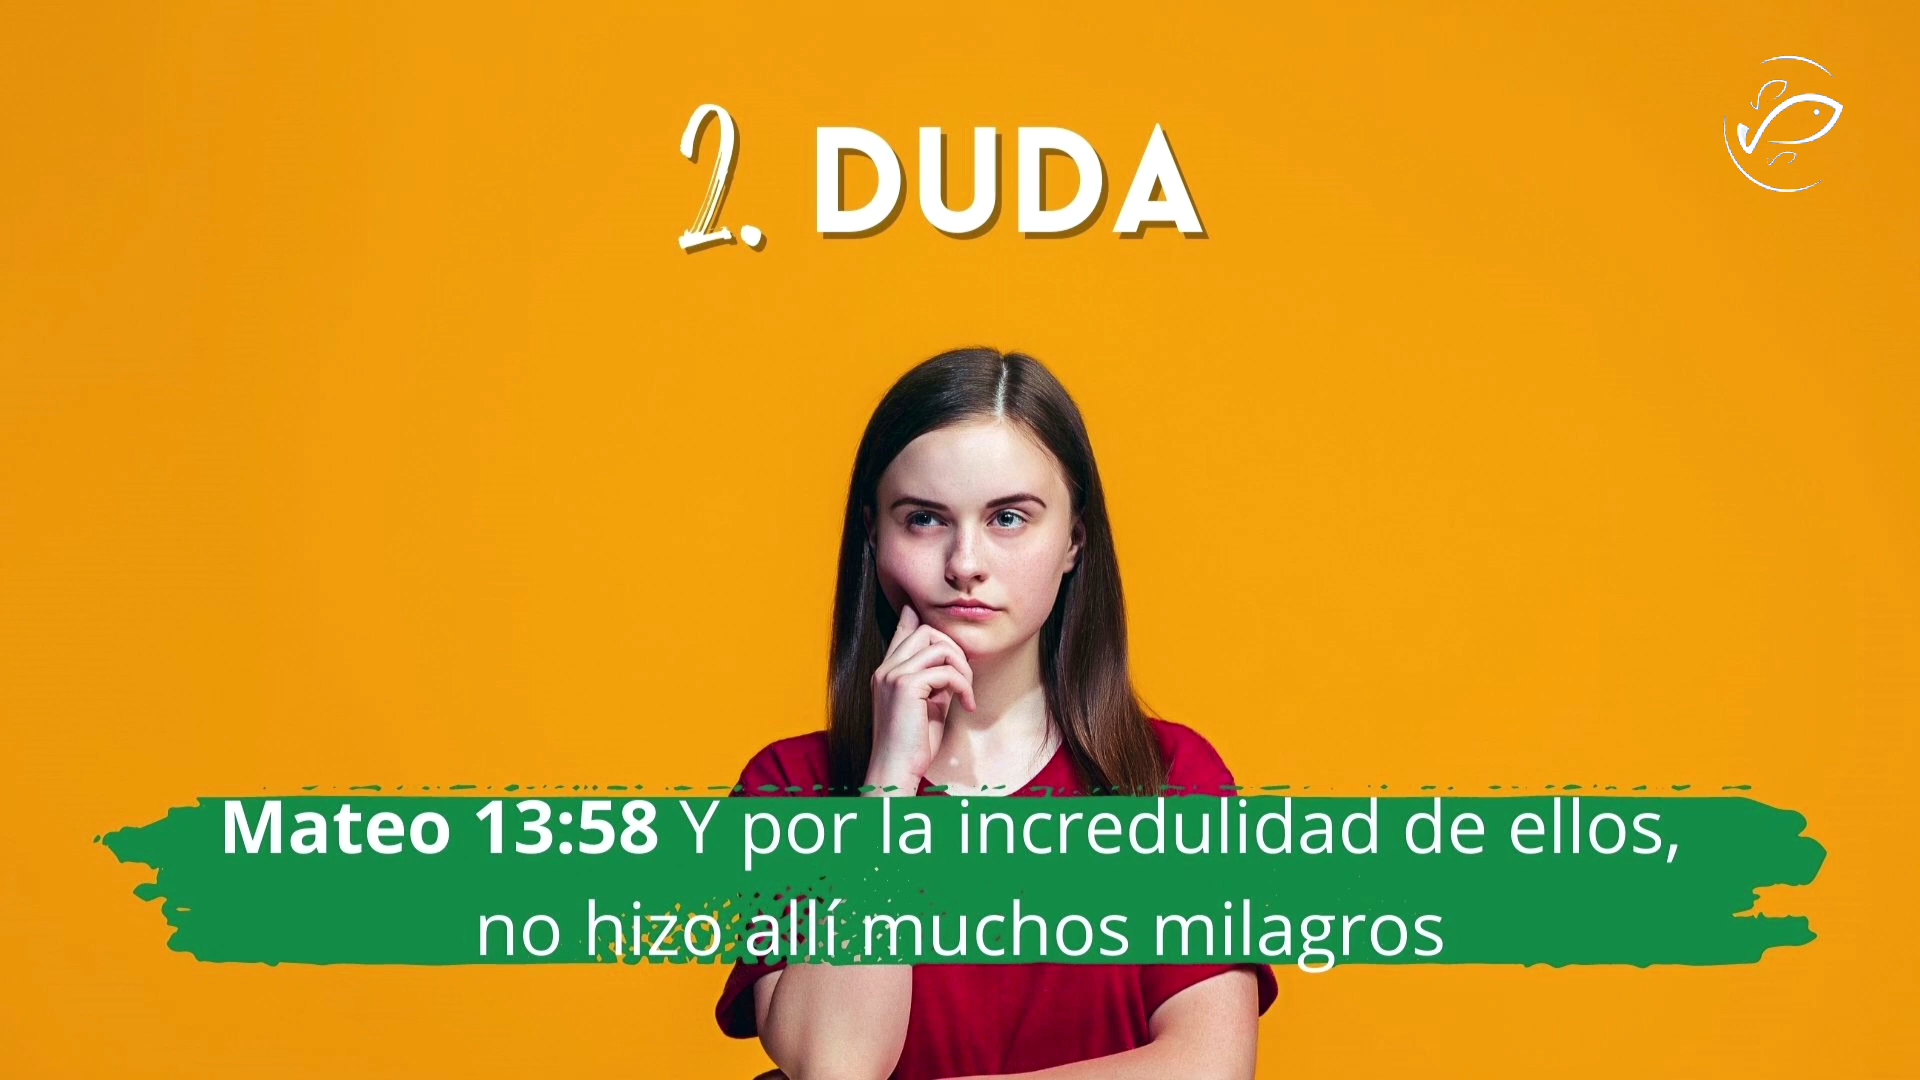 2. DUDA
Mateo 13:58 Y por la incredulidad de ellos,
no hizo allí muchos milagros